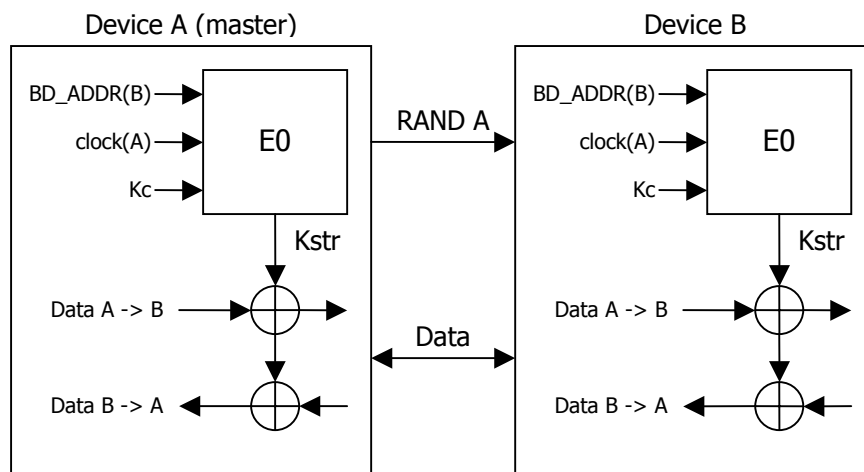 Device A (master)
Device B
BD_ADDR(B)
clock(A)
Kc
E0
Kstr
Data A -> B
Data B -> A
RAND A
Data
BD_ADDR(B)
clock(A)
Kc
E0
Kstr
Data A -> B
Data B -> A